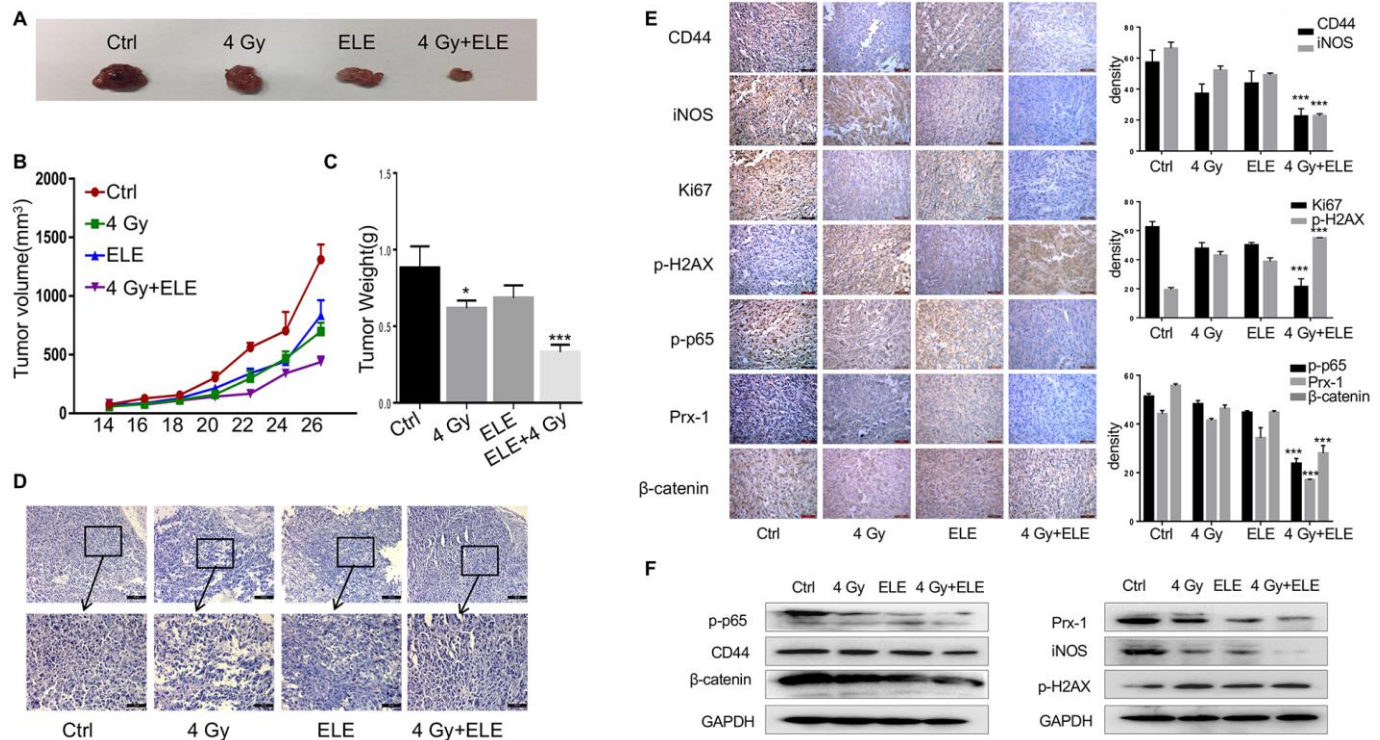 A
Ctrl 4 Gy ELE 4 Gy+ELE
B
Tumor volume(mm³)
2000
1500
1000
500
0
Ctrl
4 Gy
ELE
4 Gy+ELE
14 16 18 20 22 24 26
C
Tumor Weight(g)
1.5
1.0
0.5
0.0
*
***
Ctrl
4 Gy
ELE
ELE+4 Gy
D
Ctrl 4 Gy ELE 4 Gy+ELE
E
CD44
iNOS
Ki67
p-H2AX
p-p65
Prx-1
β-catenin
Ctrl 4 Gy ELE 4 Gy+ELE
CD44
iNOS
density
80
60
40
20
0
*** ***
Ctrl 4 Gy ELE 4 Gy+ELE
Ki67
p-H2AX
density
80
60
40
20
0
***
***
Ctrl 4 Gy ELE 4 Gy+ELE
p-p65
Prx-1
β-catenin
density
60
40
20
0
***
***
***
Ctrl 4 Gy ELE 4 Gy+ELE
F
Ctrl 4 Gy ELE 4 Gy+ELE
p-p65
CD44
β-catenin
GAPDH
Ctrl 4 Gy ELE 4 Gy+ELE
Prx-1
iNOS
p-H2AX
GAPDH